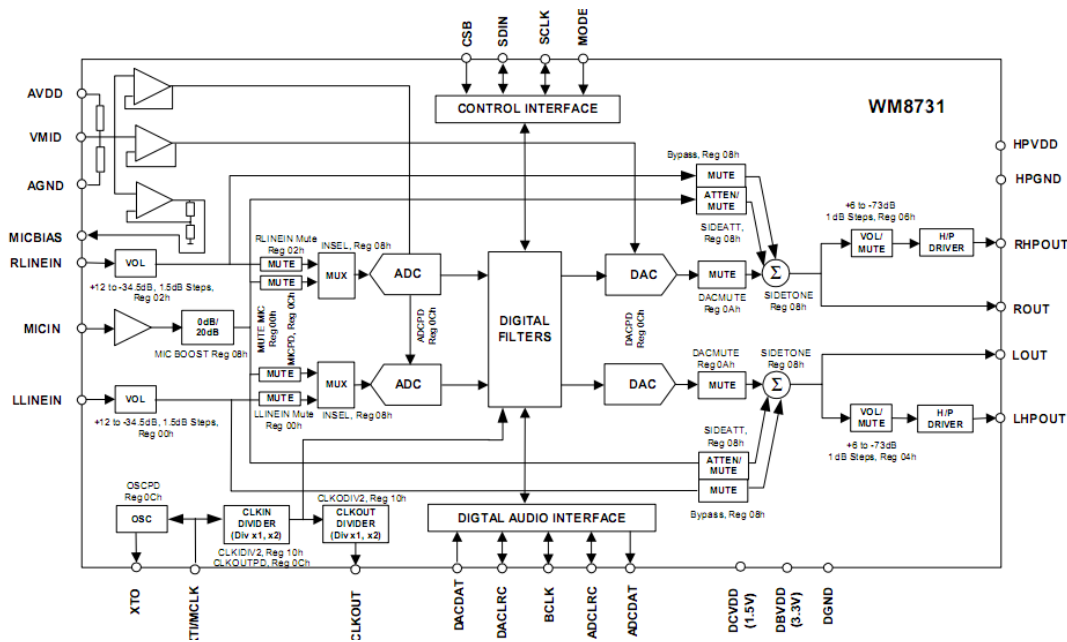 CSB
SDIN
SCLK
MODE
AVDD
VMID
AGND
MICBIAS
RLINEIN
MICIN
LLINEIN
CONTROL INTERFACE
WM8731
HPVDD
HPGND
RHPOUT
ROUT
LOUT
LHPOUT
Bypass, Reg 08h
MUTE
ATTEN/
MUTE
SIDEATT,
Reg 08h
+6 to -73dB
1 dB Steps, Reg 06h
VOL/
MUTE
H/P
DRIVER
VOL
+12 to -34.5dB, 1.5dB Steps,
Reg 02h
RLINEIN Mute
Reg 02h
MUTE
MUTE
INSEL, Reg 08h
MUX
ADC
DIGITAL
FILTERS
DAC
MUTE
DACMUTE
Reg 0Ah
Σ
SIDETONE
Reg 08h
0dB/
20dB
MIC BOOST Reg 08h
MUTE MIC
Reg 00h
MICPD, Reg 0Ch
ADCPD
Reg 0Ch
DACPD
Reg 0Ch
MUTE
MUTE
MUX
ADC
DAC
DACMUTE
Reg 0Ah
MUTE
SIDETONE
Reg 08h
Σ
VOL
+12 to -34.5dB, 1.5dB Steps,
Reg 00h
LLINEIN Mute
Reg 00h
INSEL, Reg 08h
VOL/
MUTE
H/P
DRIVER
+6 to -73dB
1 dB Steps, Reg 04h
SIDEATT,
Reg 08h
ATTEN/
MUTE
MUTE
Bypass, Reg 08h
OSCPD
Reg 0Ch
OSC
CLKIN
DIVIDER
(Div x1, x2)
CLKIDIV2, Reg 10h
CLKOUTPD, Reg 0Ch
CLKODIV2, Reg 10h
CLKOUT
DIVIDER
(Div x1, x2)
DIGTAL AUDIO INTERFACE
XTO
XTI/MCLK
CLKOUT
DACDAT
DACLRC
BCLK
ADCLRC
ADCDAT
DCVDD
(1.5V)
DBVDD
(3.3V)
DGND